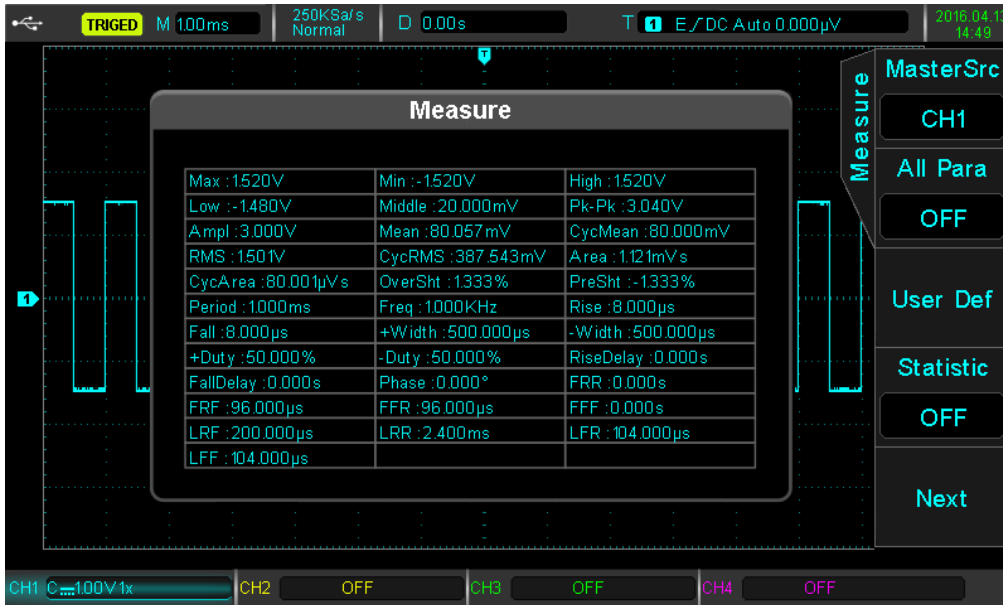 TRIGED M 1.00ms 250KSa/s Normal D 0.00s T 1 E DC Auto 0.000µV 2016.04.13 14:49
T
Measure
MasterSrc
CH1
All Para
OFF
User Def
Statistic
OFF
Next
Measure
Max :1.520V Min :-1.520V High :1.520V
Low :-1.480V Middle :20.000mV Pk-Pk :3.040V
Ampl :3.000V Mean :80.057mV CycMean :80.000mV
RMS :1.501V CycRMS :387.543mV Area :1.121mVs
CycArea :80.001µVs OverSht :1.333% PreSht :-1.333%
Period :1.000ms Freq :1.000KHz Rise :8.000µs
Fall :8.000µs +Width :500.000µs -Width :500.000µs
+Duty :50.000% -Duty :50.000% RiseDelay :0.000s
FallDelay :0.000s Phase :0.000° FRR :0.000s
FRF :96.000µs FFR :96.000µs FFF :0.000s
LRF :200.000µs LRR :2.400ms LFR :104.000µs
LFF :104.000µs
1
CH1 C 1.00V 1x CH2 OFF CH3 OFF CH4 OFF